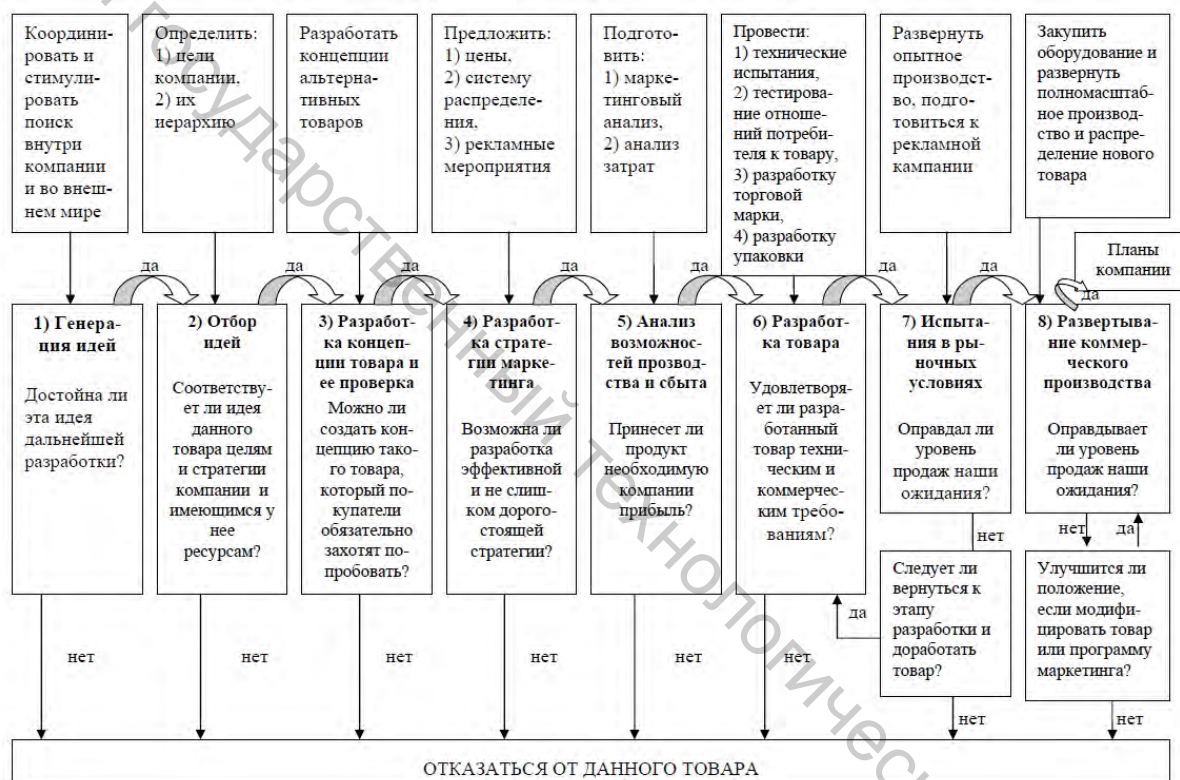 Координи-
ровать и
стимули-
ровать
поиск
внутри
компании
и во внеш-
нем мире
Определить:
1) цели
компании,
2) их
иерархию
Разработать
концепции
альтерна-
тивных
товаров
Предложить:
1) цены,
2) систему
распределе-
ния,
3) рекламные
мероприятия
Подгото-
вить:
1) марке-
тинговый
анализ,
2) анализ
затрат
Провести:
1) технические
испытания,
2) тестирова-
ние отноше-
ний потреби-
теля к товару,
3) разработку
торговой
марки,
4) разработку
упаковки
Развернуть
опытное
производст-
во, подго-
товиться к
рекламной
кампании
Закупить
оборудование и
развернуть
полномасштаб-
ное производ-
ство и распре-
деление нового
товара
Планы
компании
да
да
да
да
да
да
да
да
1) Генера-
ция идей
Достойна ли
эта идея
дальнейшей
разработки?
2) Отбор
идей
Соответству-
ет ли идея
данного
товара целям
и стратегии
компании и
имеющимся у
нее
ресурсам?
3) Разработ-
ка концеп-
ции товара и
ее проверка
Можно ли
создать кон-
цепцию тако-
го товара,
который по-
купатели
обязательно
захотят по-
пробовать?
4) Разработ-
ка страте-
гии марке-
тинга
Возможна ли
разработка
эффективной
и не слиш-
ком дорого-
стоящей
стратегии?
5) Анализ
возможнос-
тей прозвод-
ства и сбыта
Принесет ли
продукт
необходимую
компании
прибыль?
6) Разработ-
ка товара
Удовлетворя-
ет ли разра-
ботанный
товар техни-
ческим и
коммерчес-
ким требо-
ваниям?
7) Испыта-
ния в ры-
ночных
условиях
Оправдал ли
уровень
продаж наши
ожидания?
8) Развертыва-
ние коммер-
ческого
производства
Оправдывает
ли уровень
продаж наши
ожидания?
нет
нет
да
Следует ли
вернуться к
этапу
разработки и
доработать
товар?
Улучшится ли
положение,
если модифи-
цировать товар
или программу
маркетинга?
да
нет
нет
нет
нет
нет
нет
нет
нет
ОТКАЗАТЬСЯ ОТ ДАННОГО ТОВАРА
государственный технологичес